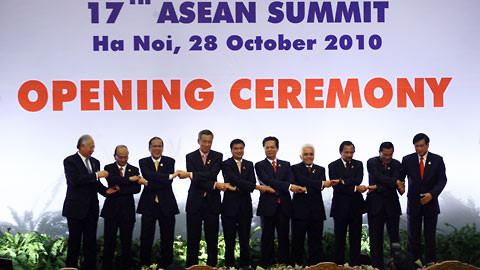 17th ASEAN SUMMIT
Ha Noi, 28 October 2010
OPENING CEREMONY